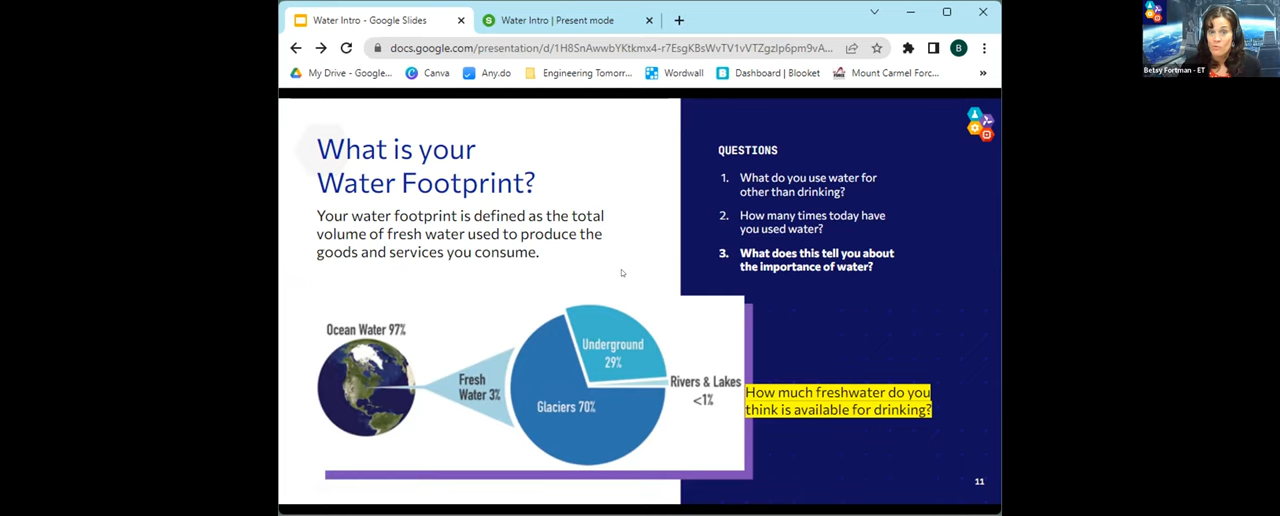 Water Intro - Google Slides
Water Intro | Present mode
docs.google.com/presentation/d/1H8SnAwwbYKtkmx4-r7EsgKBsWvTV1vVTZgzIp6pm9vA...
B
My Drive - Google...
Canva
Any.do
Engineering Tomorr...
Wordwall
Dashboard | Blooket
Mount Carmel Forc...
»
Betsy Fortman - ET
What is your
Water Footprint?
Your water footprint is defined as the total
volume of fresh water used to produce the
goods and services you consume.
QUESTIONS
1. What do you use water for
other than drinking?
2. How many times today have
you used water?
3. What does this tell you about
the importance of water?
Ocean Water 97%
Fresh
Water 3%
Underground
29%
Glaciers 70%
Rivers & Lakes
<1%
How much freshwater do you
think is available for drinking?
11